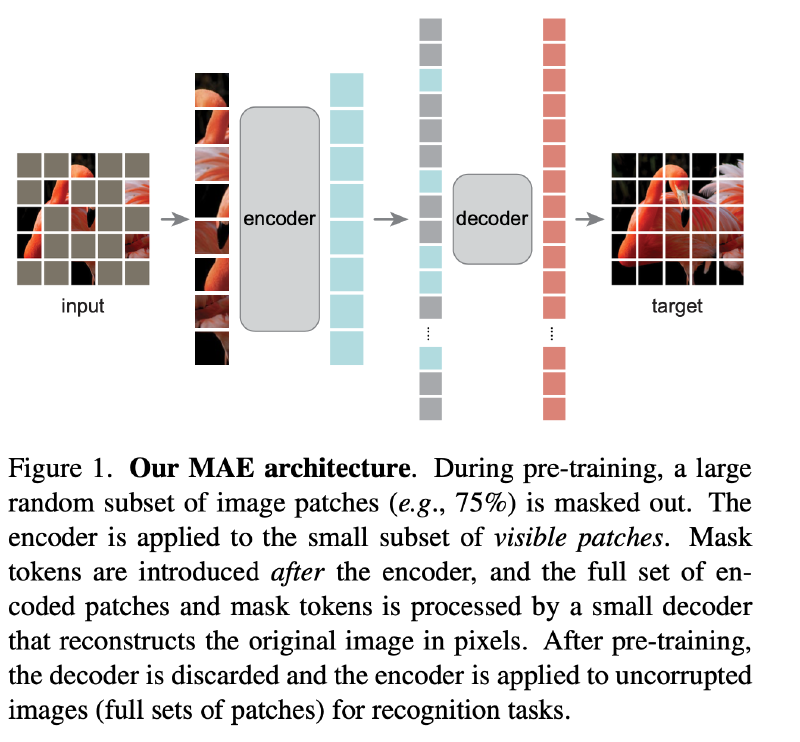 input
encoder
decoder
target
Figure 1. Our MAE architecture. During pre-training, a large
random subset of image patches (e.g., 75%) is masked out. The
encoder is applied to the small subset of visible patches. Mask
tokens are introduced after the encoder, and the full set of en-
coded patches and mask tokens is processed by a small decoder
that reconstructs the original image in pixels. After pre-training,
the decoder is discarded and the encoder is applied to uncorrupted
images (full sets of patches) for recognition tasks.